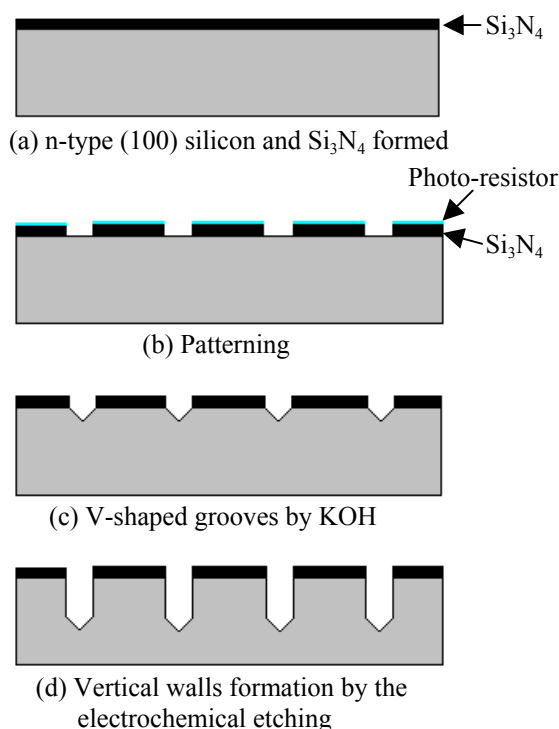 Si₃N₄
(a) n-type (100) silicon and Si₃N₄ formed
Photo-resistor
Si₃N₄
(b) Patterning
(c) V-shaped grooves by KOH
(d) Vertical walls formation by the
electrochemical etching